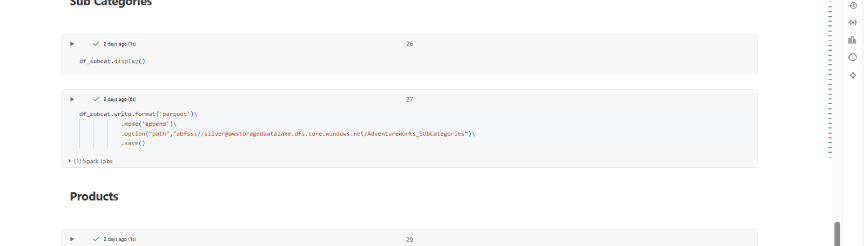 Sub Categories
2 days ago (1s)
26
df_subcat.display()
2 days ago (6s)
27
df_subcat.write.format('parquet')\
.mode('append')\
.option("path","abfss://silver@awstoragedaatalake.dfs.core.windows.net/AdventureWorks_SUbCategories")\
.save()
(1) Spark Jobs
Products
2 days ago (1s)
29